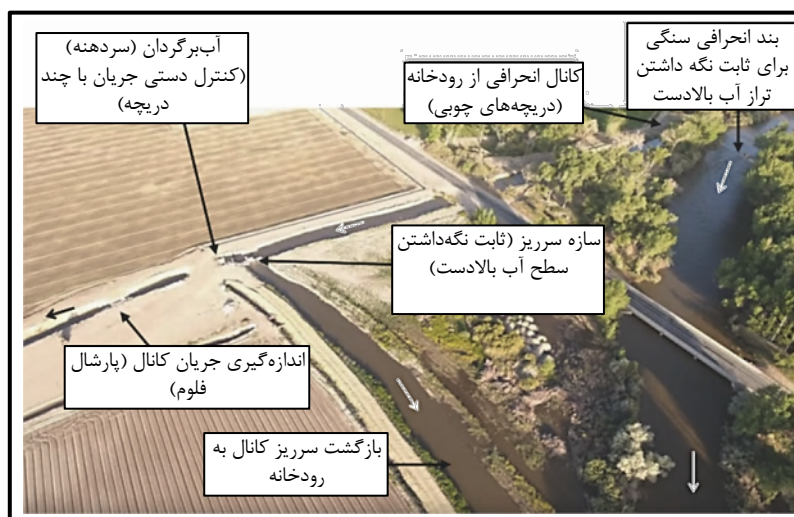 آب‌برگردان (سردهنه)
(کنترل دستی جریان با چند
دریچه)
کانال انحرافی از رودخانه
(دریچه‌های چوبی)
بند انحرافی سنگی
برای ثابت نگه داشتن
تراز آب بالادست
سازه سرریز (ثابت نگه‌داشتن
سطح آب بالادست)
اندازه‌گیری جریان کانال (پارشال
فلوم)
بازگشت سرریز کانال به
رودخانه